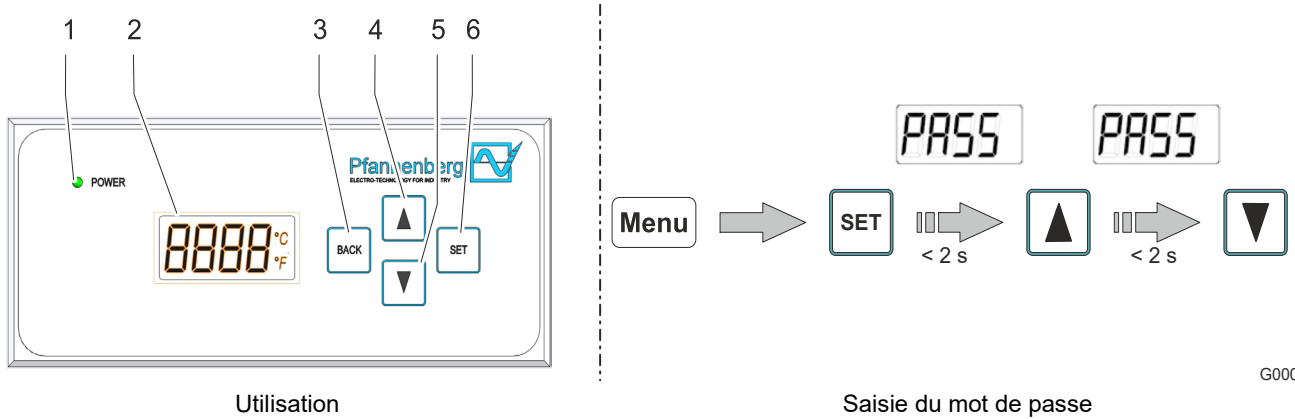 1 2 3 4 5 6
POWER
Pfannenberg
ELECTRO-TECHNOLOGY FOR INDUSTRY
8888 °C
°F
BACK
SET
PASS PASS
Menu
SET
< 2 s < 2 s
G000
Utilisation
Saisie du mot de passe